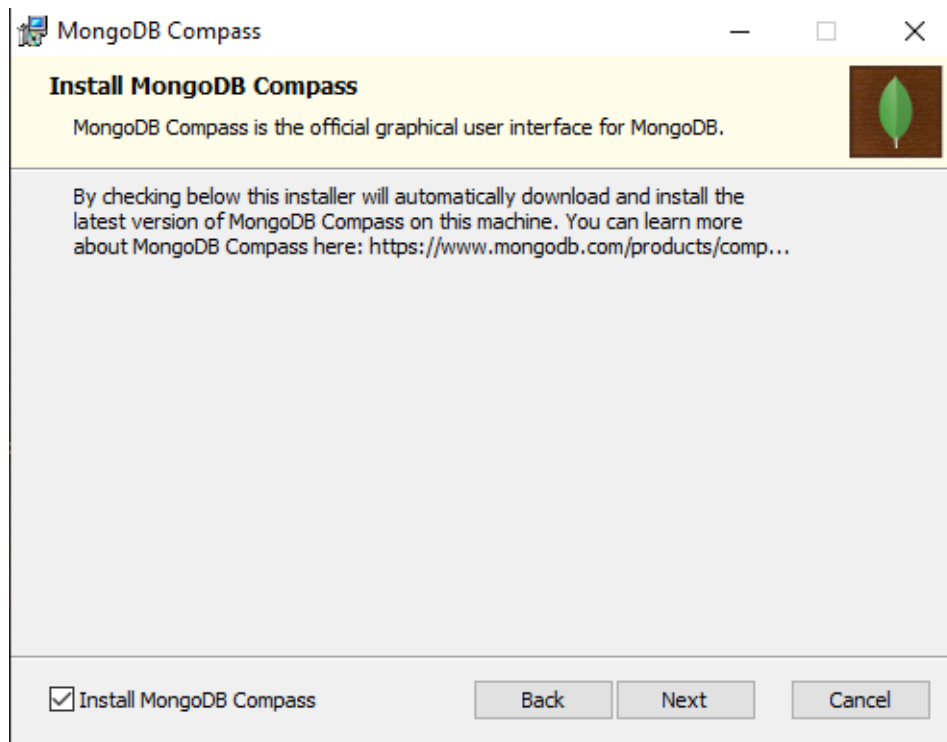 MongoDB Compass
Install MongoDB Compass
MongoDB Compass is the official graphical user interface for MongoDB.
By checking below this installer will automatically download and install the
latest version of MongoDB Compass on this machine. You can learn more
about MongoDB Compass here: https://www.mongodb.com/products/comp...
Install MongoDB Compass
Back
Next
Cancel